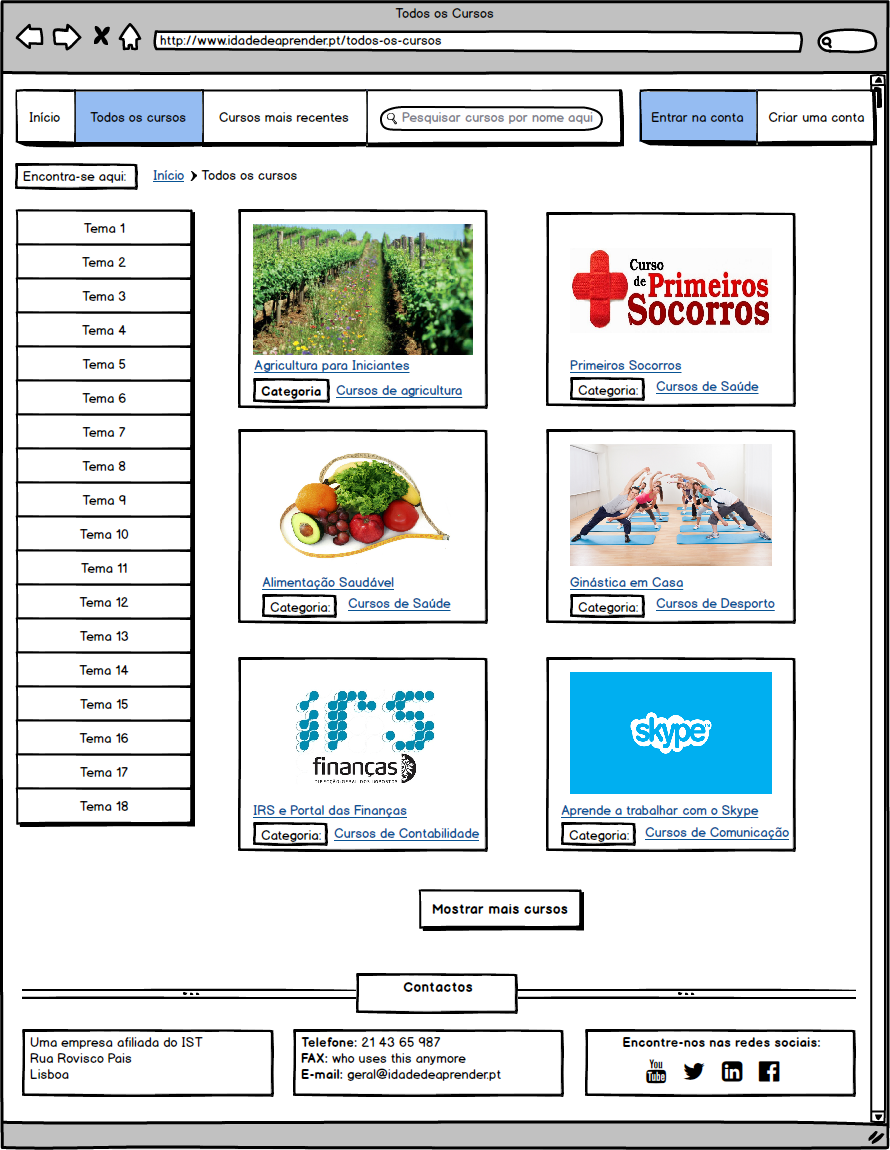 Todos os Cursos
http://www.idadedeaprender.pt/todos-os-cursos
Início
Todos os cursos
Cursos mais recentes
Pesquisar cursos por nome aqui
Entrar na conta
Criar uma conta
Encontra-se aqui:
Início
Todos os cursos
Tema 1
Tema 2
Tema 3
Tema 4
Tema 5
Tema 6
Tema 7
Tema 8
Tema 9
Tema 10
Tema 11
Tema 12
Tema 13
Tema 14
Tema 15
Tema 16
Tema 17
Tema 18
Agricultura para Iniciantes
Categoria
Cursos de agricultura
Curso
de Primeiros
Socorros
Primeiros Socorros
Categoria:
Cursos de Saúde
Alimentação Saudável
Categoria:
Cursos de Saúde
Ginástica em Casa
Categoria:
Cursos de Desporto
IRS
finanças
DIRECÇÃO GERAL DOS IMPOSTOS
IRS e Portal das Finanças
Categoria:
Cursos de Contabilidade
skype™
Aprende a trabalhar com o Skype
Categoria:
Cursos de Comunicação
Mostrar mais cursos
Contactos
Uma empresa afiliada do IST
Rua Rovisco Pais
Lisboa
Telefone: 21 43 65 987
FAX: who uses this anymore
E-mail: geral@idadedeaprender.pt
Encontre-nos nas redes sociais:
You
Tube
in
f